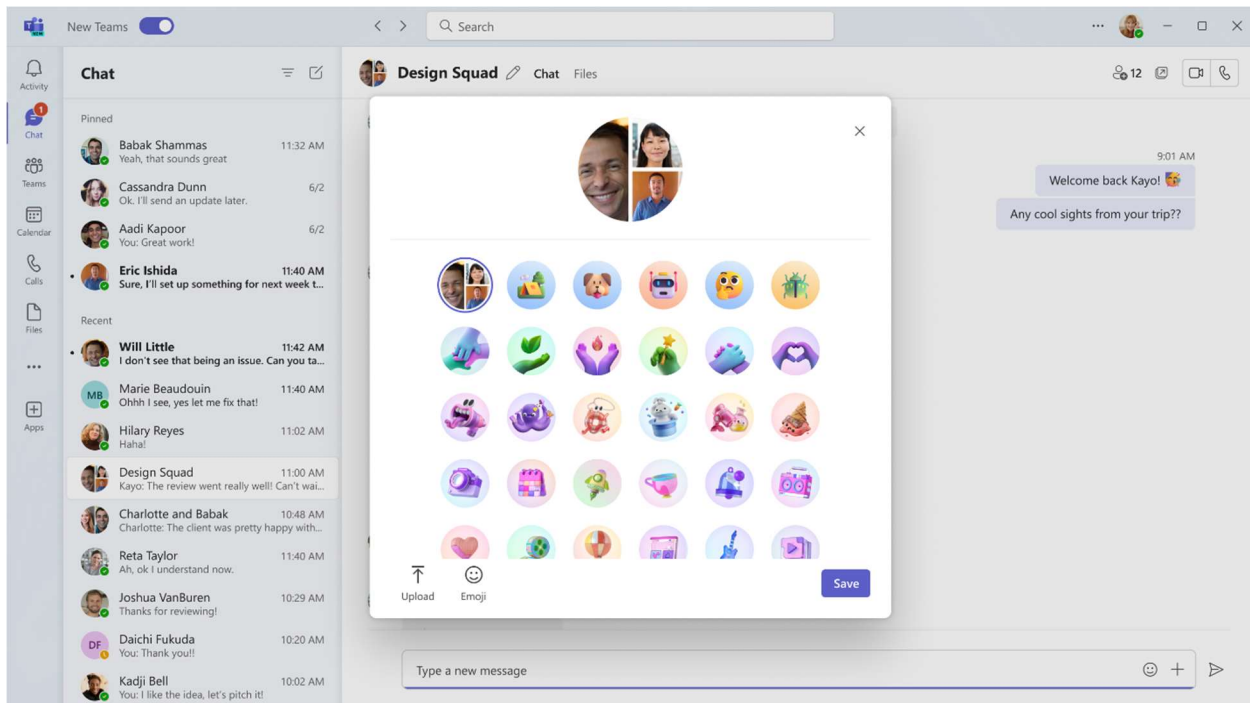 New Teams
Search
Activity
1
Chat
Teams
Calendar
Calls
Files
Apps
Chat
Pinned
Babak Shammas 11:32 AM
Yeah, that sounds great
Cassandra Dunn 6/2
Ok. I'll send an update later.
Aadi Kapoor 6/2
You: Great work!
Eric Ishida 11:40 AM
Sure, I'll set up something for next week t...
Recent
Will Little 11:42 AM
I don't see that being an issue. Can you ta...
MB
Marie Beaudouin 11:40 AM
Ohhh I see, yes let me fix that!
Hilary Reyes 11:02 AM
Haha!
Design Squad 11:00 AM
Kayo: The review went really well! Can't wai...
Charlotte and Babak 10:48 AM
Charlotte: The client was pretty happy with...
Reta Taylor 11:40 AM
Ah, ok I understand now.
Joshua VanBuren 10:29 AM
Thanks for reviewing!
DF
Daichi Fukuda 10:20 AM
You: Thank you!!
Kadji Bell 10:02 AM
You: I like the idea, let's pitch it!
Design Squad Chat Files 12
9:01 AM
Welcome back Kayo!
Any cool sights from your trip??
Upload
Emoji
Save
Type a new message